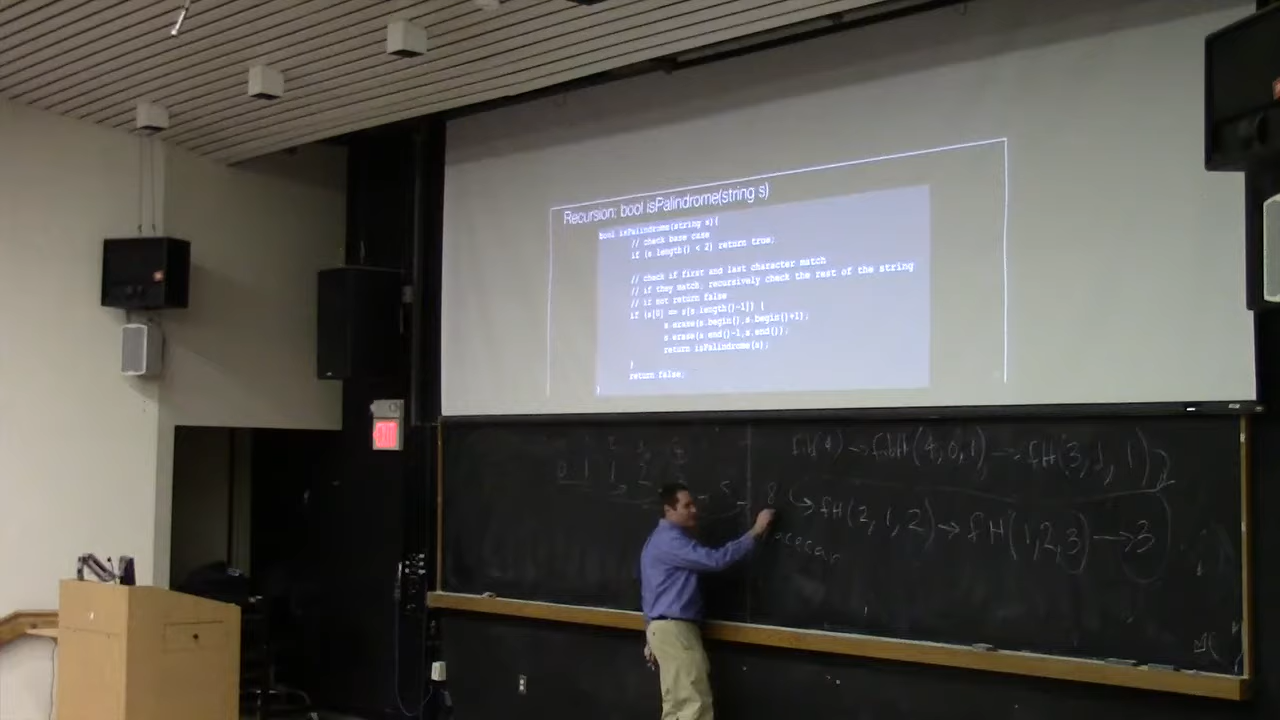 Recursion: bool isPalindrome(string s)
bool isPalindrome(string s){
// check base case
if (s.length() < 2) return true;
// check if first and last character match
// if they match, recursively check the rest of the string
// if not return false
if (s[0] == s[s.length()-1]) {
s.erase(s.begin(),s.begin()+1);
s.erase(s.end()-1,s.end());
return isPalindrome(s);
}
return false;
}
0 1 1 2
5 8
fib(4) → fibH(4,0,1) → fH(3,1,1)
→ fH(2,1,2) → fH(1,2,3) → 3
racecar